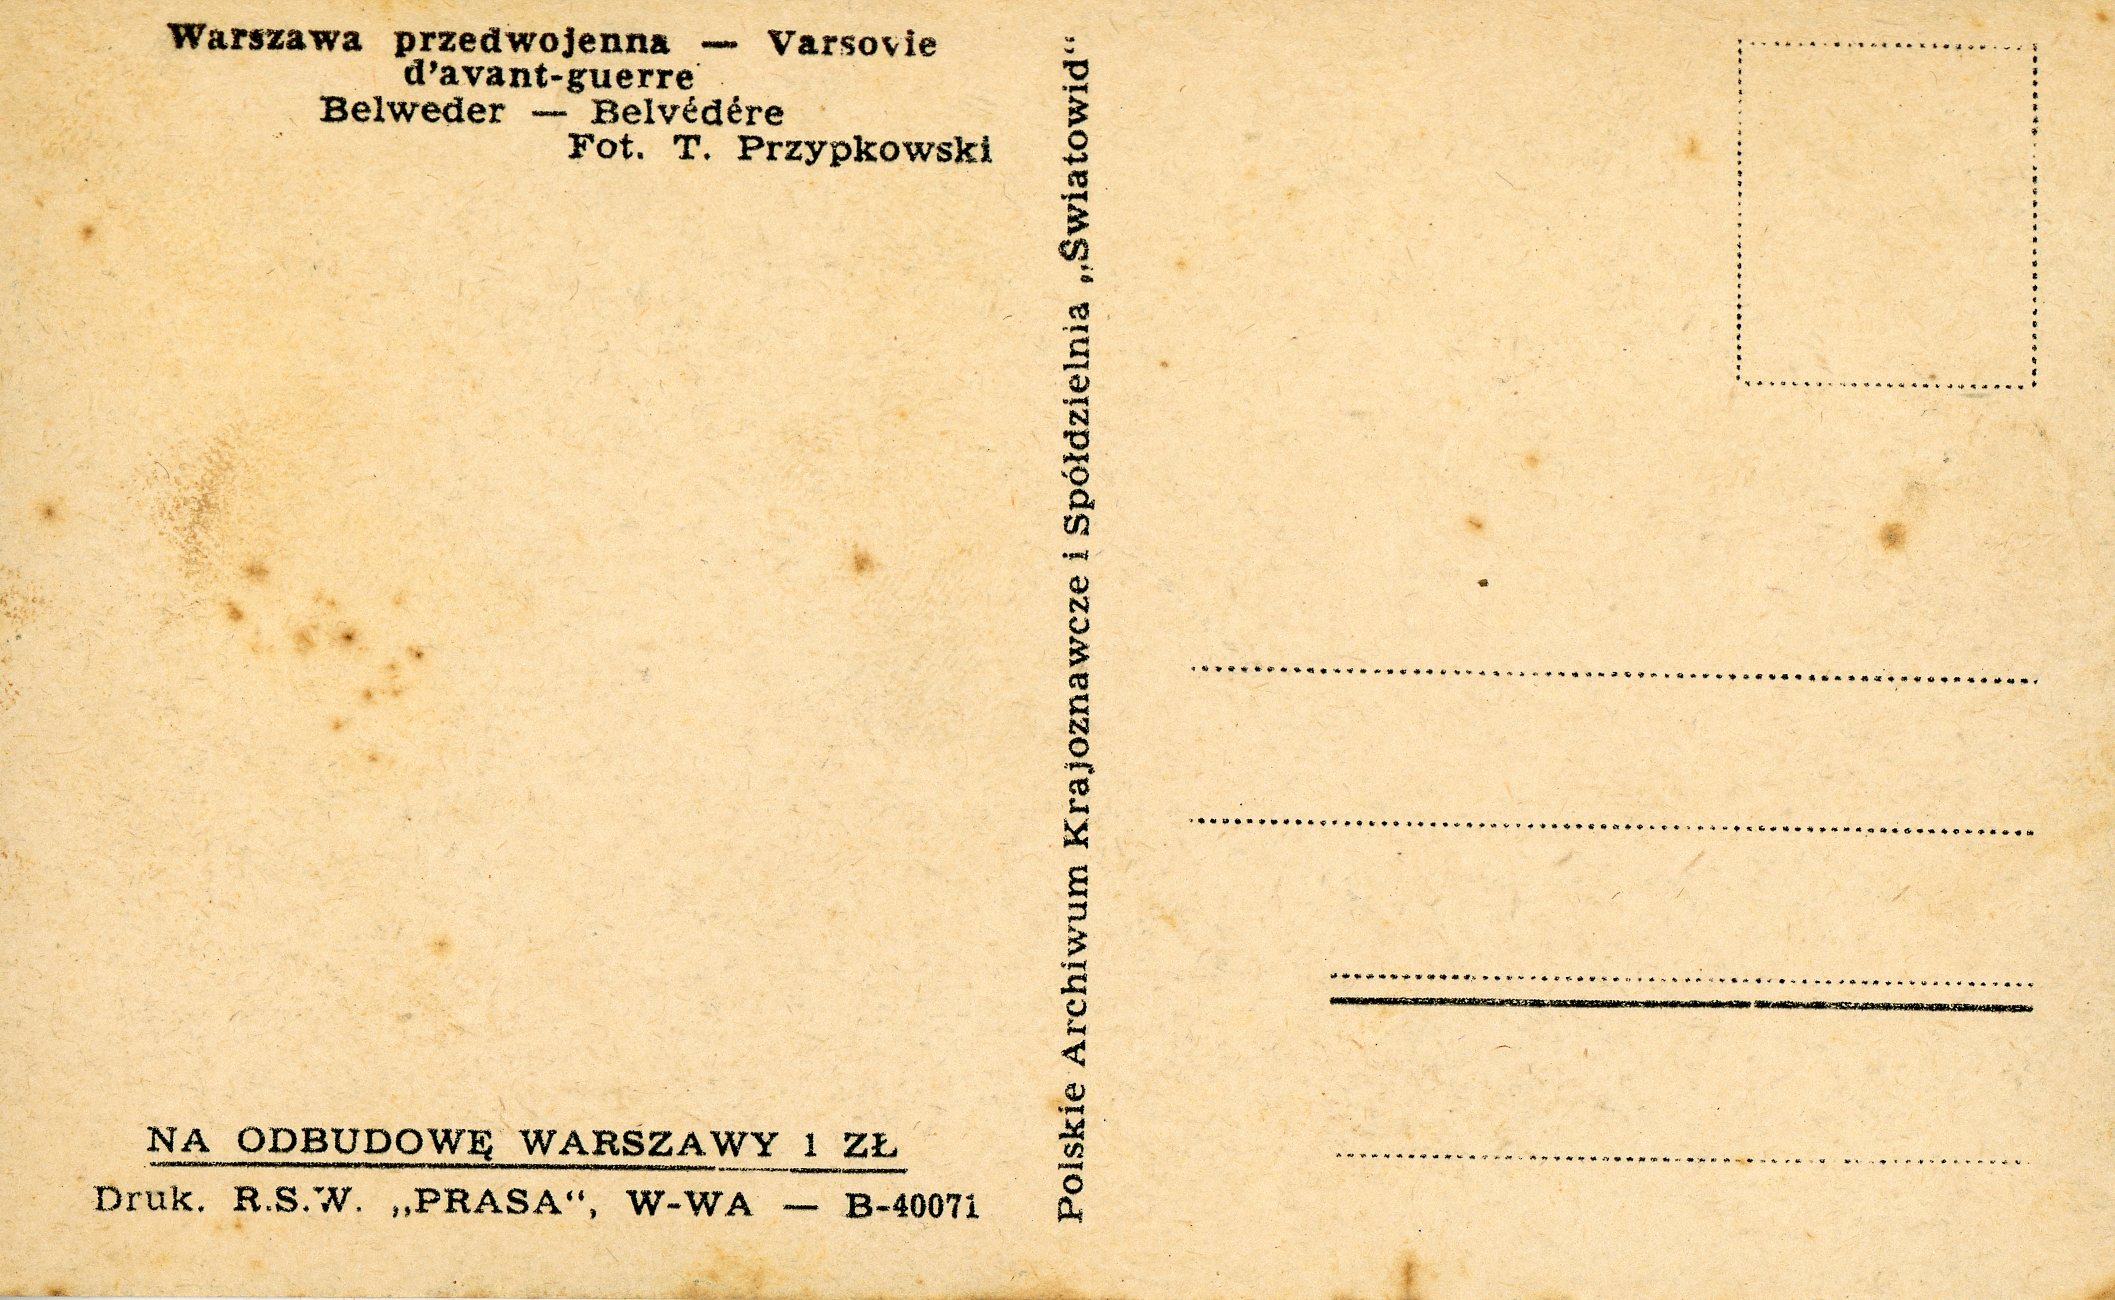 Warszawa przedwojenna — Varsovie
d'avant-guerre
Belweder — Belvédére
Fot. T. Przypkowski
Polskie Archiwum Krajoznawcze i Spółdzielnia „Swiatowid“
NA ODBUDOWĘ WARSZAWY 1 ZŁ
Druk. R.S.W. „PRASA“, W-WA — B-40071